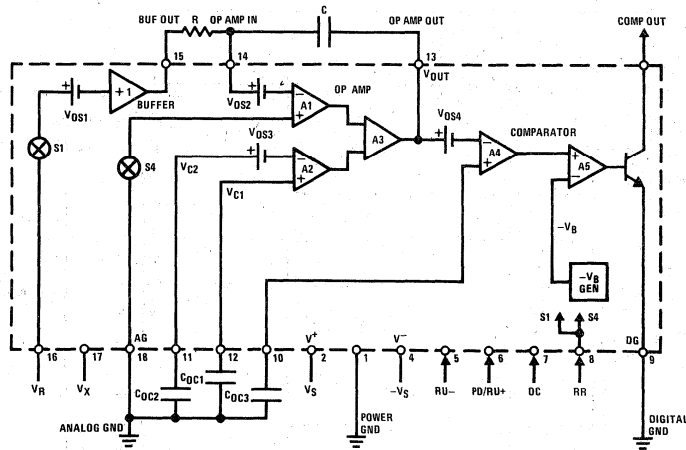 BUF OUT R OP AMP IN C OP AMP OUT COMP OUT
15 14 13
+ VOS1 +1 BUFFER
+ VOS2 − + A1 OP AMP
VOUT
+ VOS4
S1 S4
VOS3 + − + A2 A3
COMPARATOR
− + A4
+ − A5
VC2 VC1
−VB
−VB GEN
S1 S4
AG V+ V− DG
16 17 18 11 12 10 2 1 4 5 6 7 8 9
VR VX COC2 COC1 COC3 VS −VS RU− PD/RU+ OC RR
ANALOG GND
POWER GND
DIGITAL GND